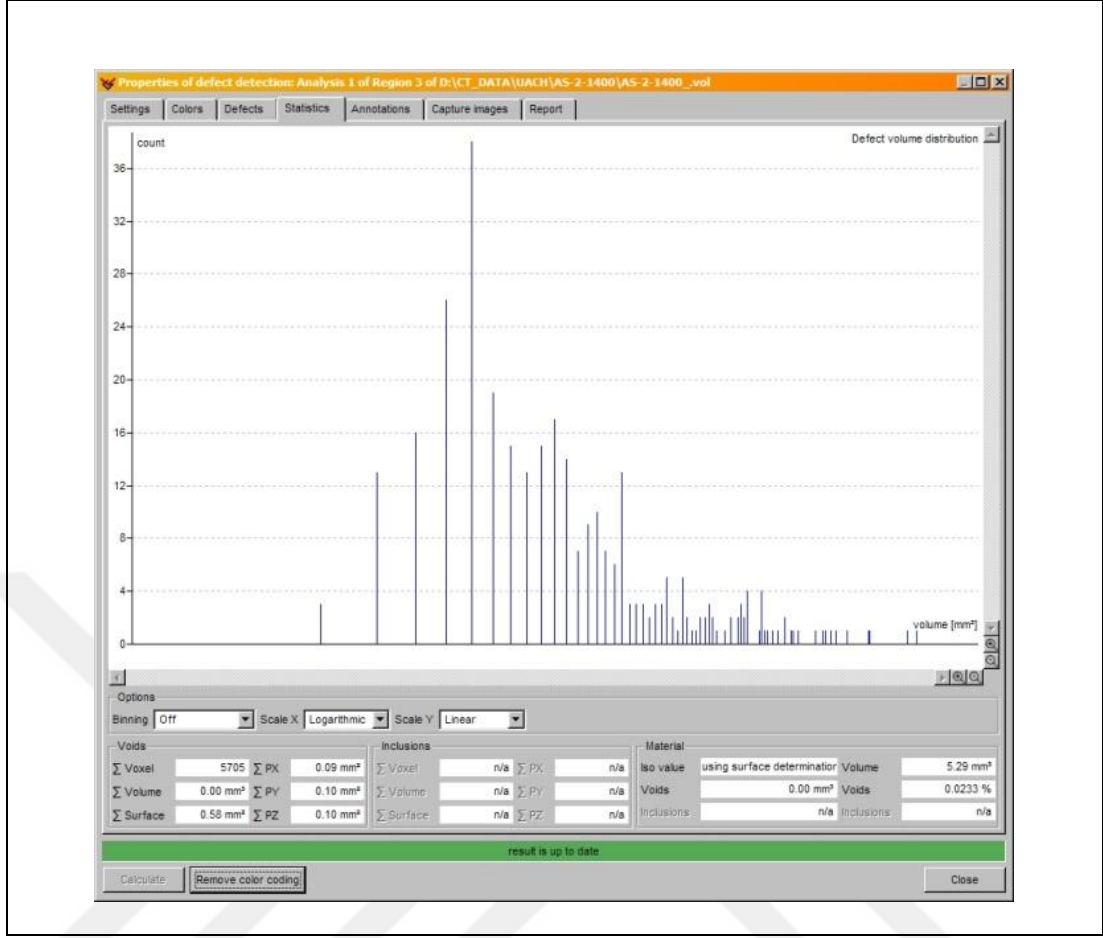 Properties of defect detection: Analysis 1 of Region 3 of D:\CT_DATA\UACH\AS-2-1400\AS-2-1400_.vol
Settings Colors Defects Statistics Annotations Capture images Report
count Defect volume distribution
36
32
28
24
20
16
12
8
4
volume [mm³]
0
Options
Binning Off Scale X Logarithmic Scale Y Linear
Voids Inclusions Material
∑ Voxel 5705 ∑ PX 0.09 mm² ∑ Voxel n/a ∑ PX n/a Iso value using surface determination Volume 5.29 mm³
∑ Volume 0.00 mm³ ∑ PY 0.10 mm² ∑ Volume n/a ∑ PY n/a Voids 0.00 mm³ Voids 0.0233 %
∑ Surface 0.58 mm² ∑ PZ 0.10 mm² ∑ Surface n/a ∑ PZ n/a Inclusions n/a Inclusions n/a
result is up to date
Calculate Remove color coding Close